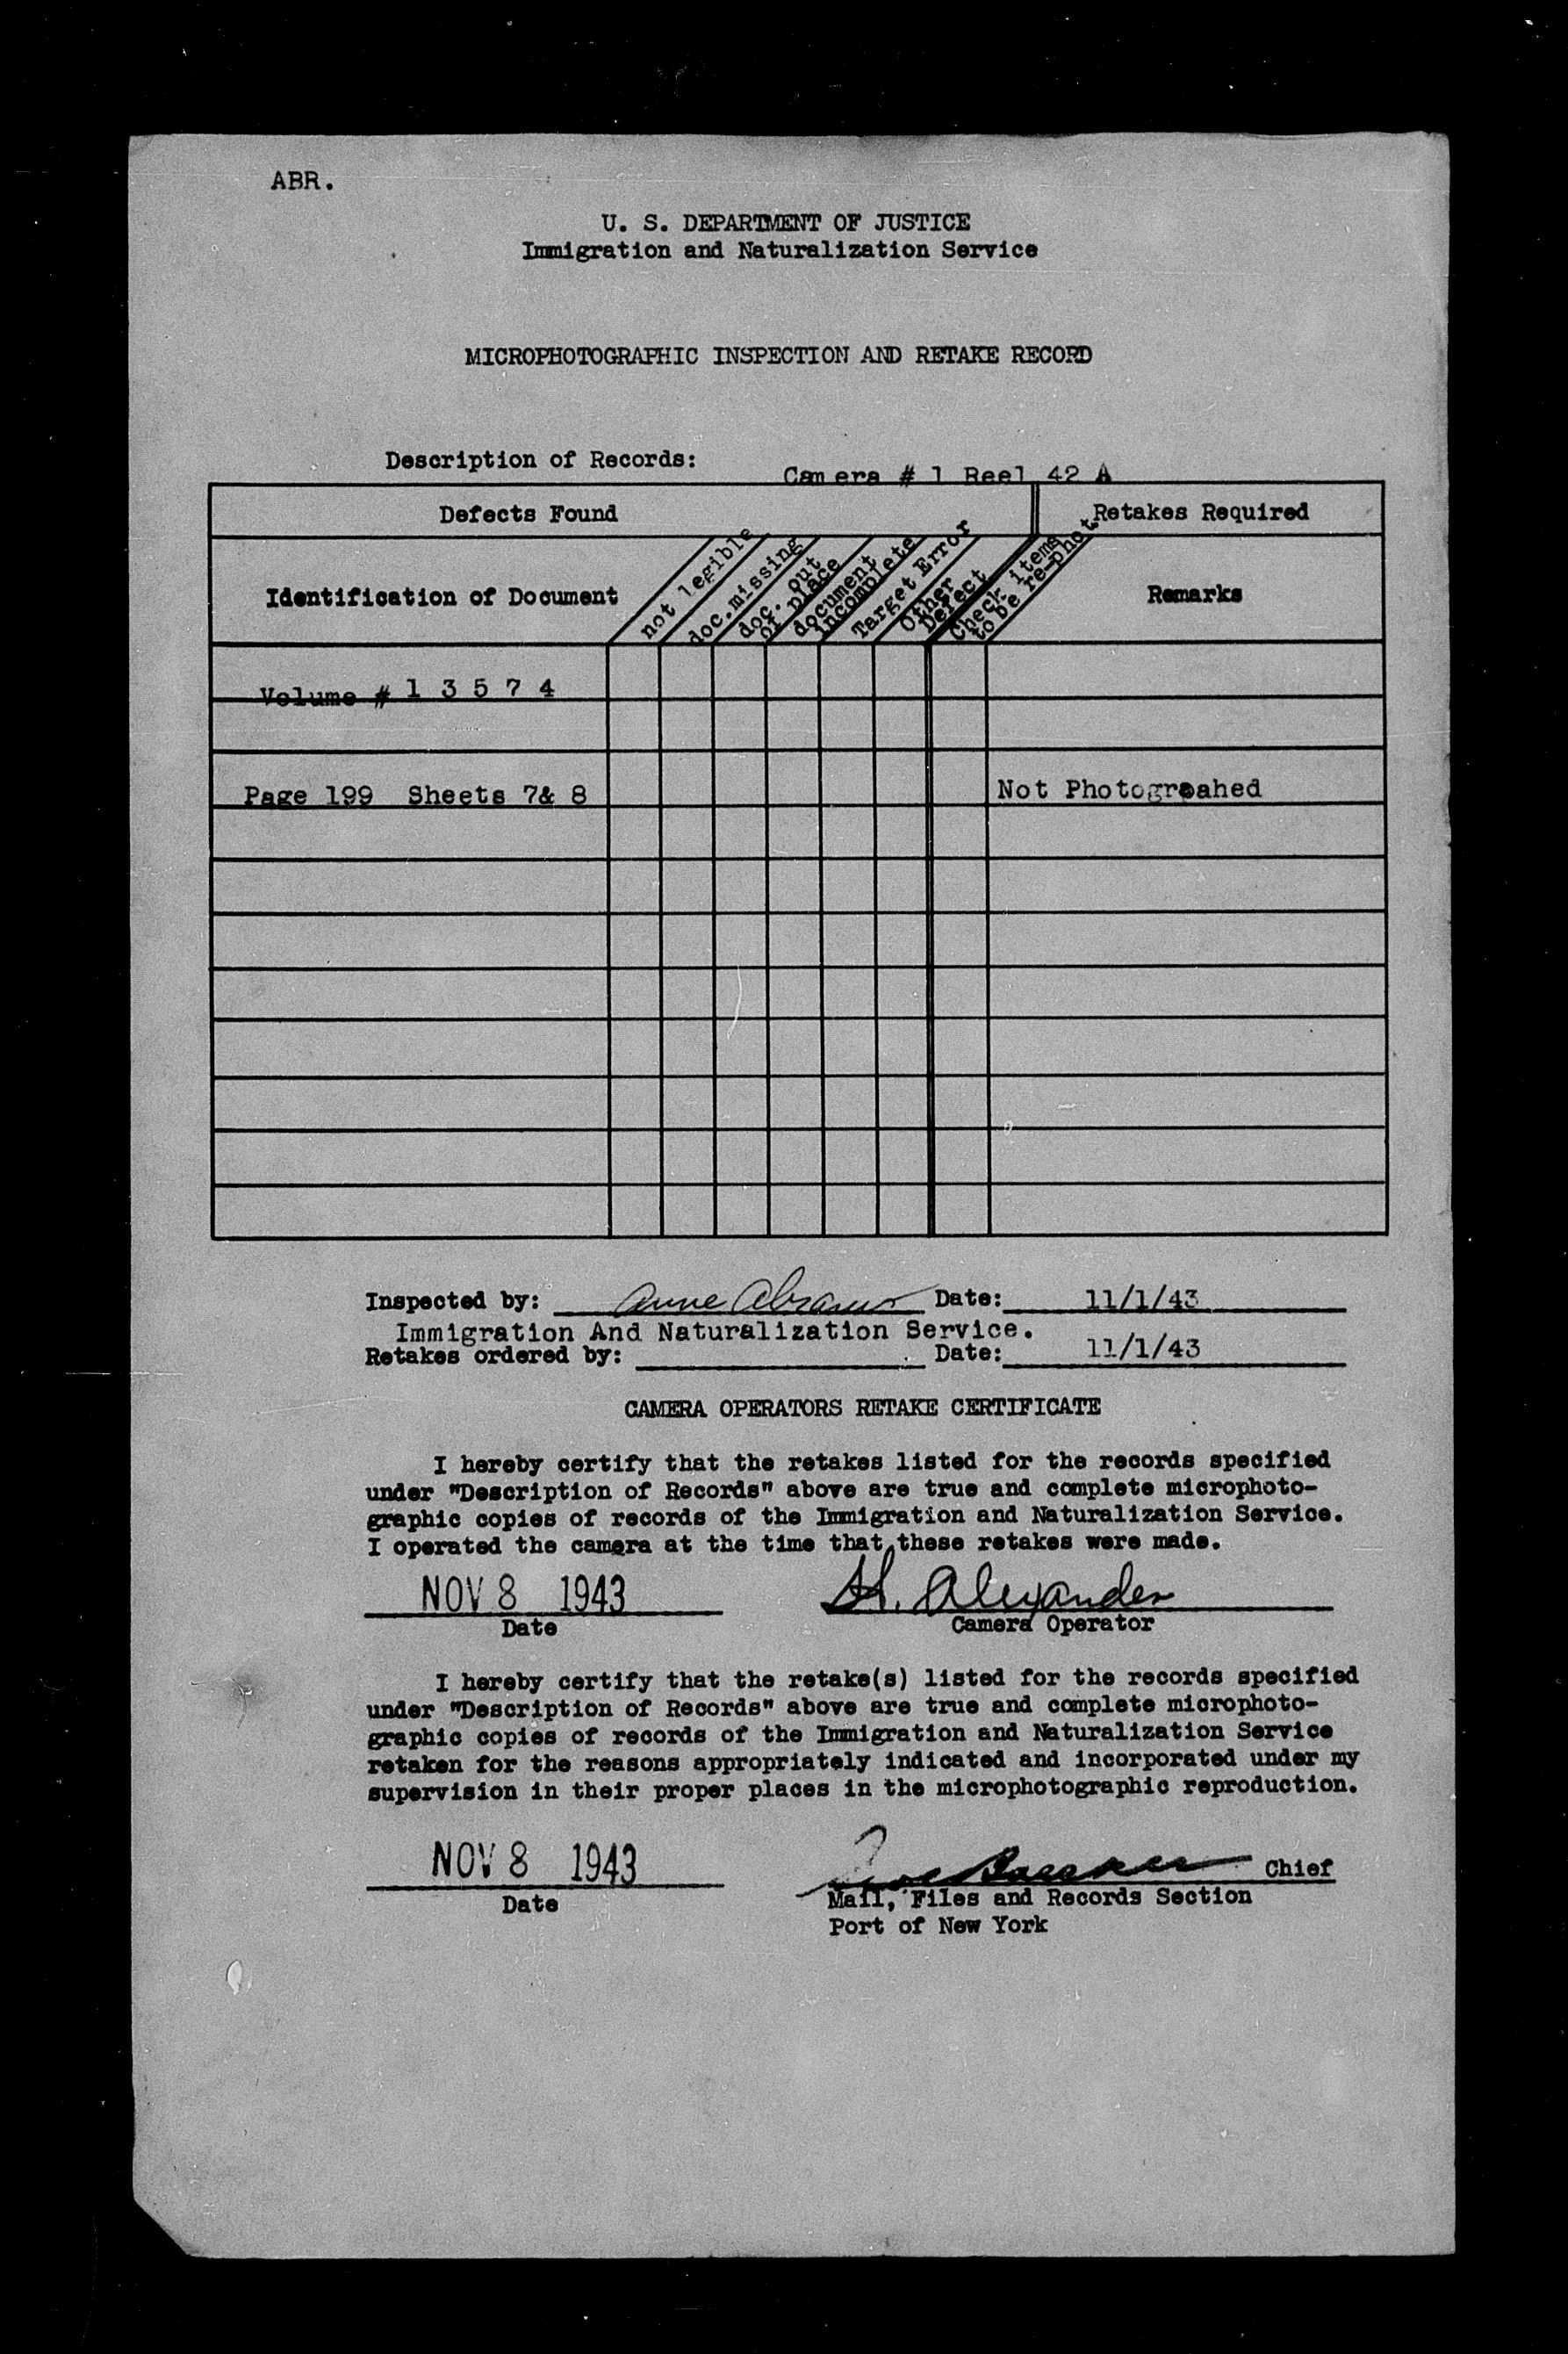 ABR.
U. S. DEPARTMENT OF JUSTICE
Immigration and Naturalization Service
MICROPHOTOGRAPHIC INSPECTION AND RETAKE RECORD
Description of Records:
Cam era # 1 Reel 42 A
Defects Found
Retakes Required
Identification of Document
not legible
doc.missing
doc. out
of place
document
incomplete
Target Error
Other
Defect
Check items
to be re-phot
Remarks
Volume # 1 3 5 7 4
Page 199 Sheets 7& 8
Not Photogreahed
Inspected by: Anne Abrams Date: 11/1/43
Immigration And Naturalization Service.
Retakes ordered by: Date: 11/1/43
CAMERA OPERATORS RETAKE CERTIFICATE
I hereby certify that the retakes listed for the records specified
under "Description of Records" above are true and complete microphoto-
graphic copies of records of the Immigration and Naturalization Service.
I operated the camera at the time that these retakes were made.
NOV 8 1943 H. Alexander
Date Camera Operator
I hereby certify that the retake(s) listed for the records specified
under "Description of Records" above are true and complete microphoto-
graphic copies of records of the Immigration and Naturalization Service
retaken for the reasons appropriately indicated and incorporated under my
supervision in their proper places in the microphotographic reproduction.
NOV 8 1943 Chief
Date
Mail, Files and Records Section
Port of New York